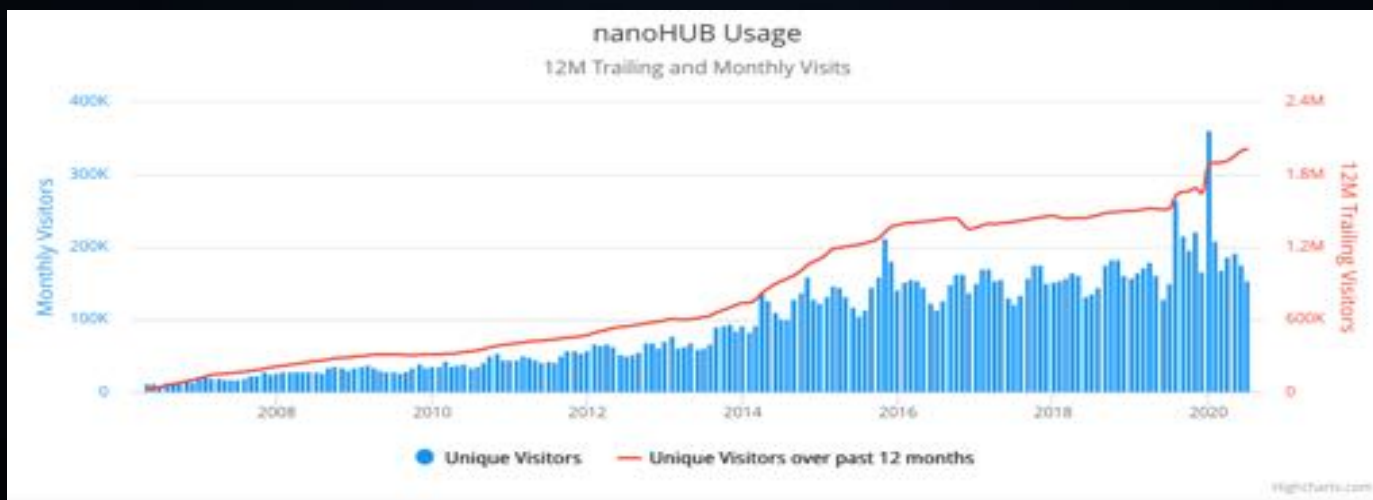 nanoHUB Usage
12M Trailing and Monthly Visits
400K
300K
200K
100K
0
Monthly Visitors
2.4M
1.8M
1.2M
600K
0
12M Trailing Visitors
2008 2010 2012 2014 2016 2018 2020
Unique Visitors Unique Visitors over past 12 months
Highcharts.com